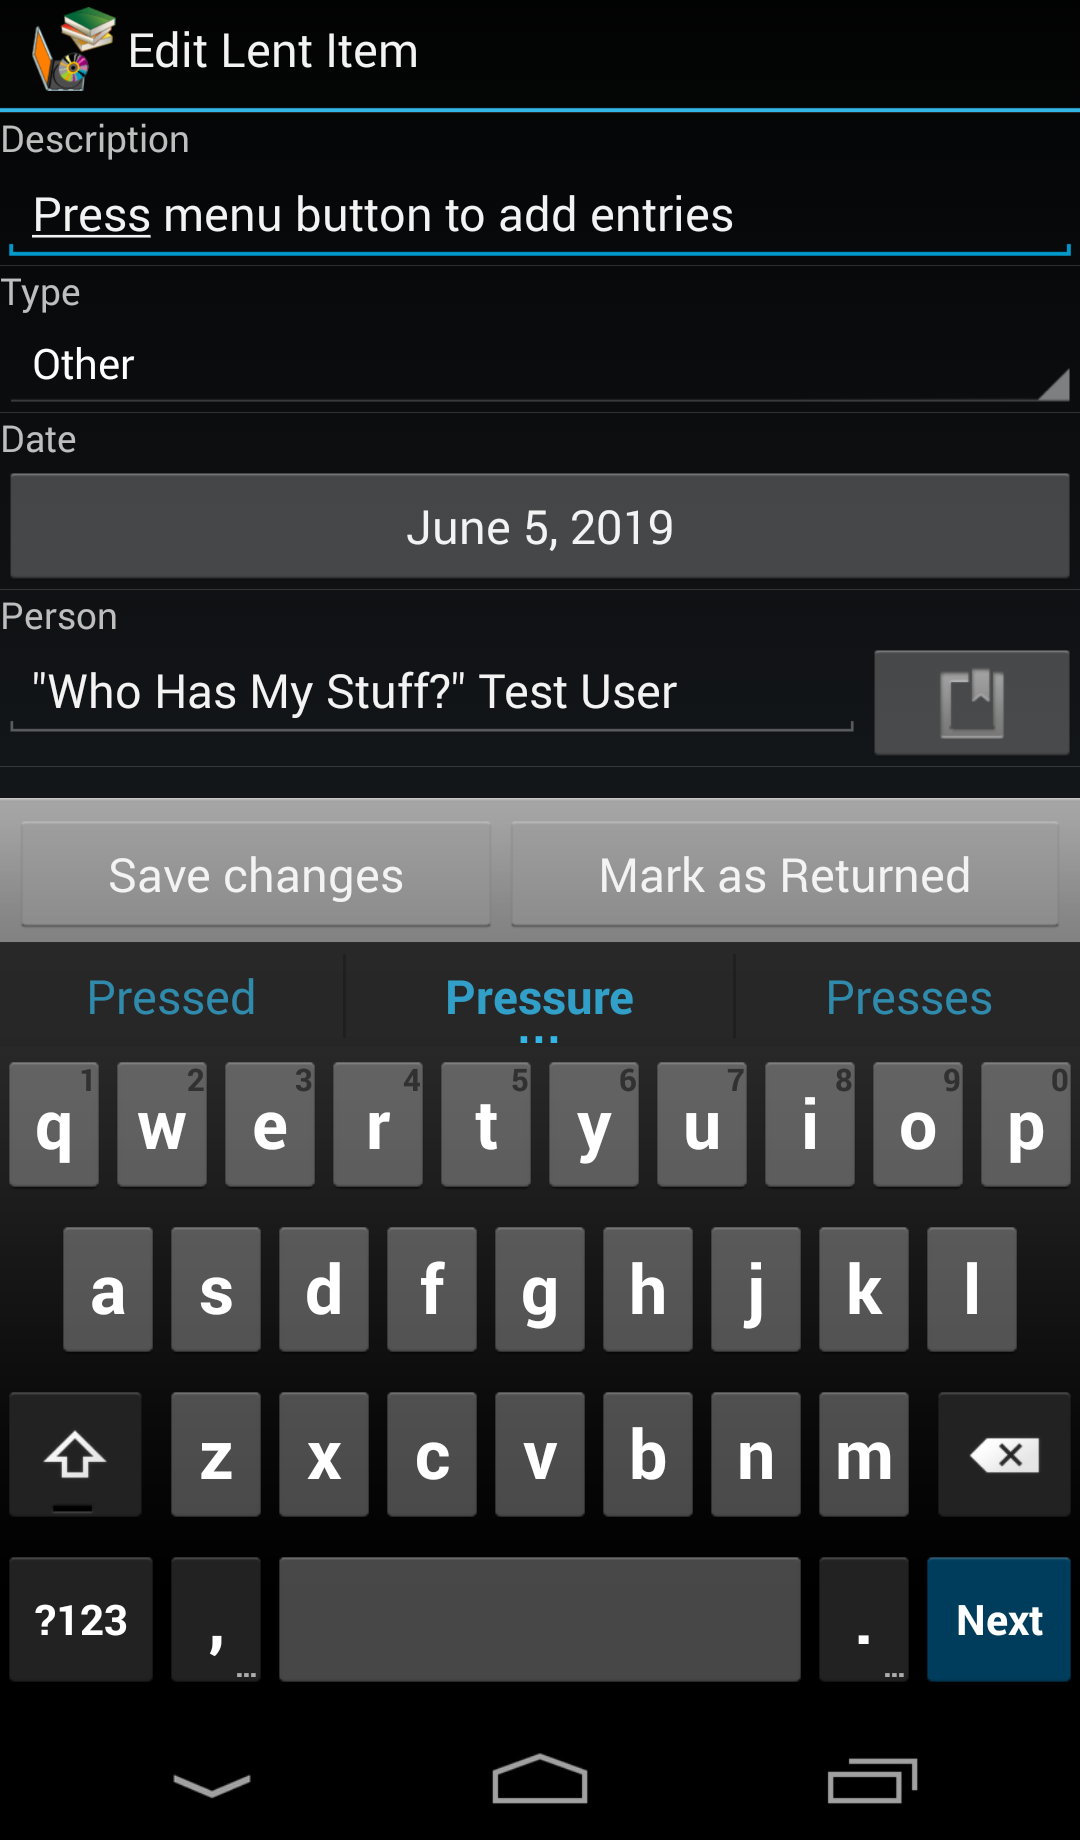 Edit Lent Item
Description
Press menu button to add entries
Type
Other
Date
June 5, 2019
Person
"Who Has My Stuff?" Test User
Save changes Mark as Returned
Pressed Pressure Presses
...
1 2 3 4 5 6 7 8 9 0
q w e r t y u i o p
a s d f g h j k l
z x c v b n m
?123 , ... . ... Next